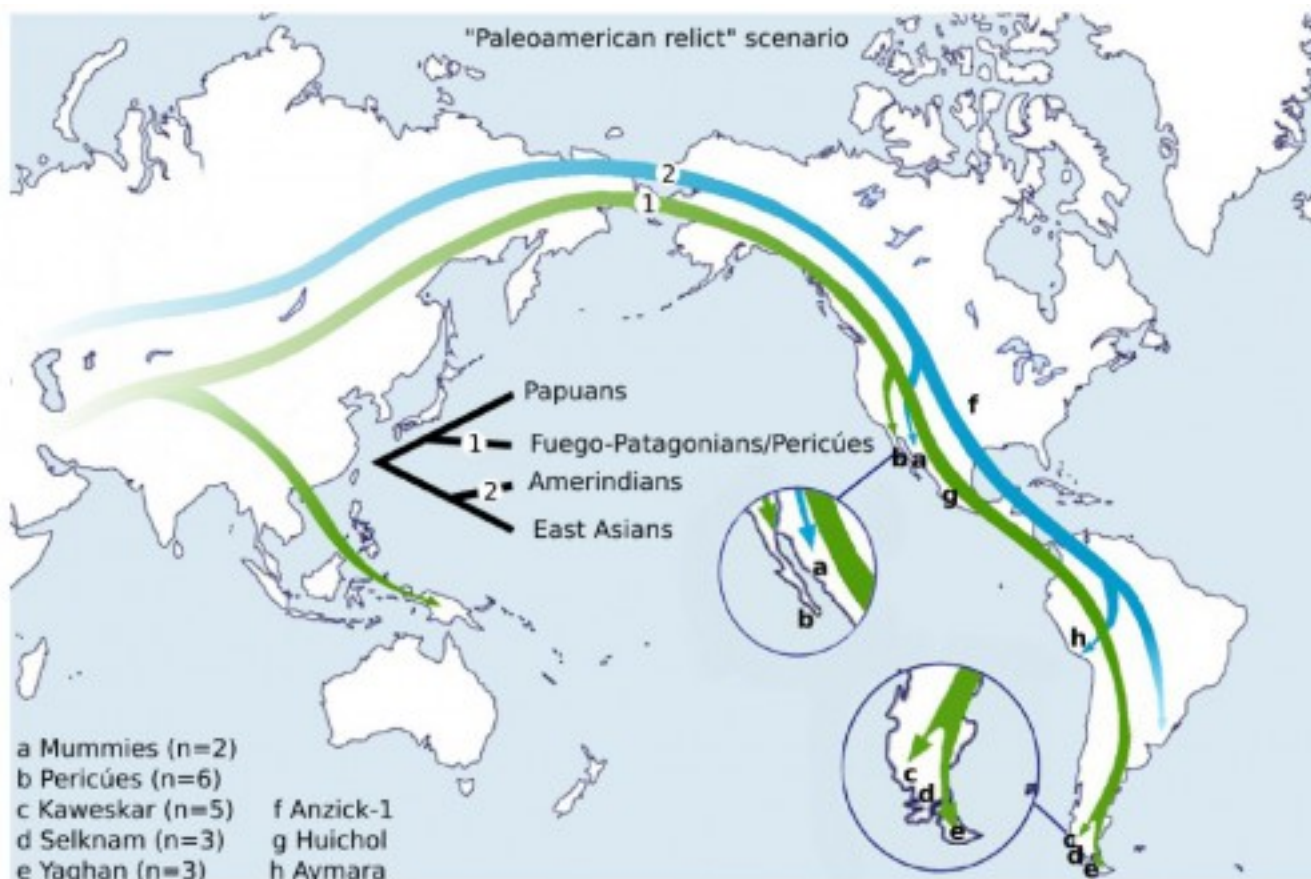 "Paleoamerican relict" scenario
2
1
Papuans
1 Fuego-Patagonians/Pericúes
2 Amerindians
East Asians
f
b a
g
a
b
h
c
d
e
c
d
e
a Mummies (n=2)
b Pericúes (n=6)
c Kaweskar (n=5) f Anzick-1
d Selknam (n=3) g Huichol
e Yaghan (n=3) h Aymara